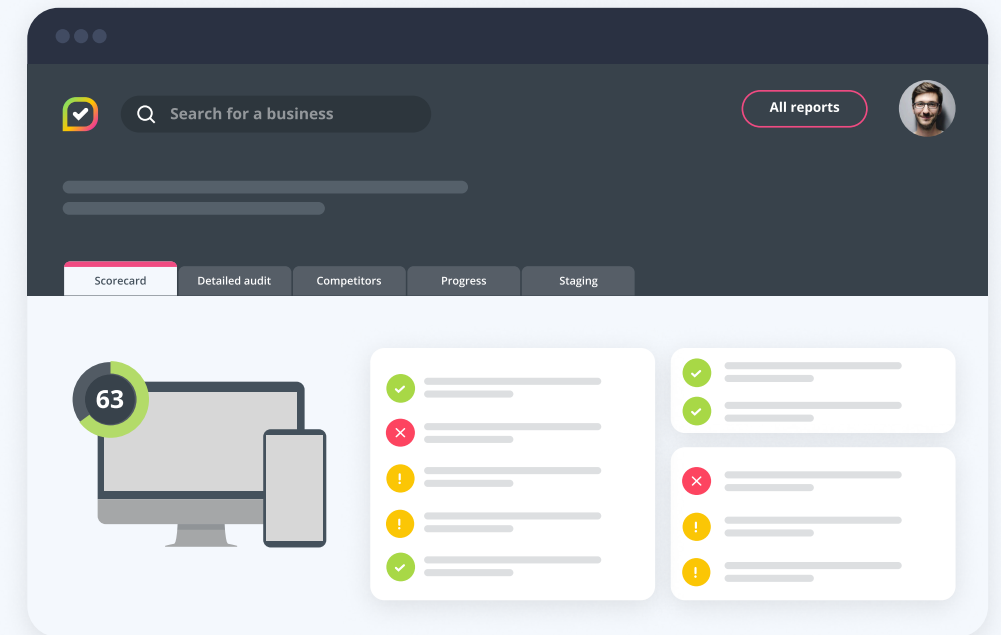 Search for a business
All reports
Scorecard
Detailed audit
Competitors
Progress
Staging
63